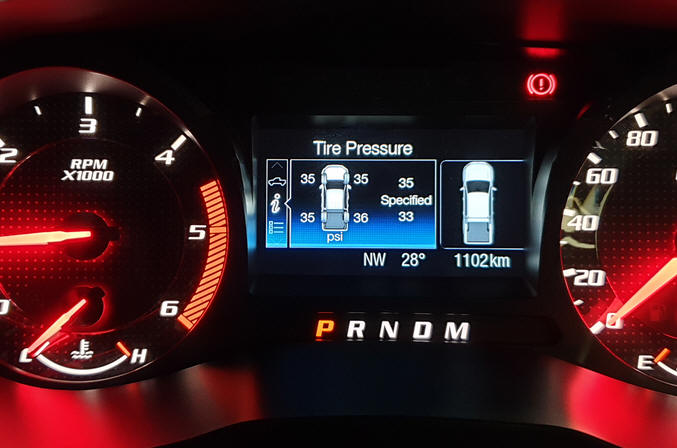 Tire Pressure
35 35 35
Specified
35 36 33
psi
NW 28° 1102km
P R N D M
2 3 4 5 6
RPM
X1000
C H
80
60
40
20
0
E